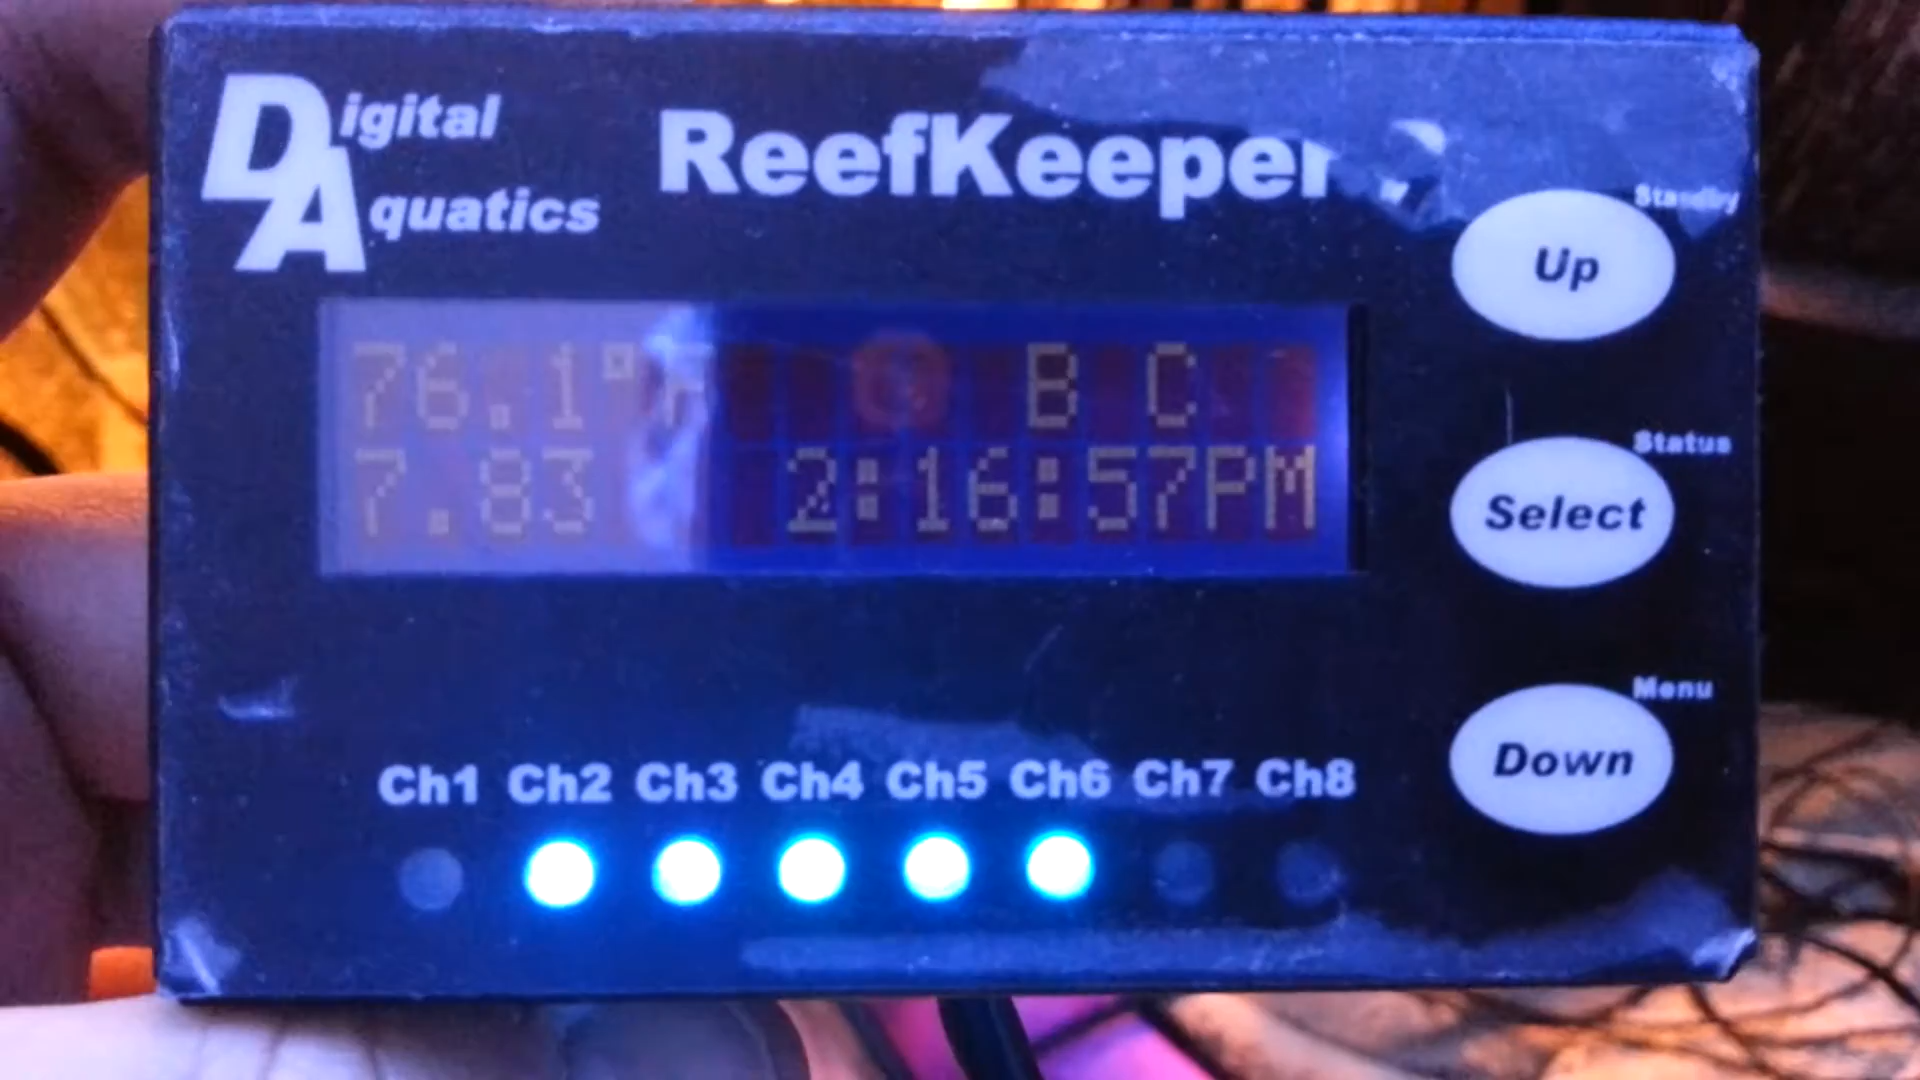 Digital
Aquatics
ReefKeeper
Standby
Up
76.1°F B C
7.83 2:16:57PM
Status
Select
Menu
Down
Ch1 Ch2 Ch3 Ch4 Ch5 Ch6 Ch7 Ch8